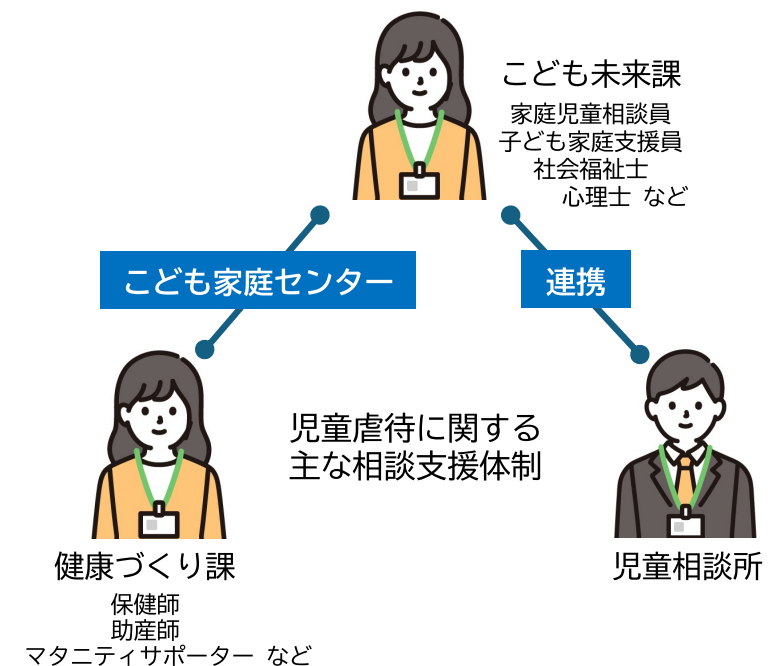 こども未来課
家庭児童相談員
子ども家庭支援員
社会福祉士
心理士 など
こども家庭センター
連携
児童虐待に関する
主な相談支援体制
健康づくり課
保健師
助産師
マタニティサポーター など
児童相談所